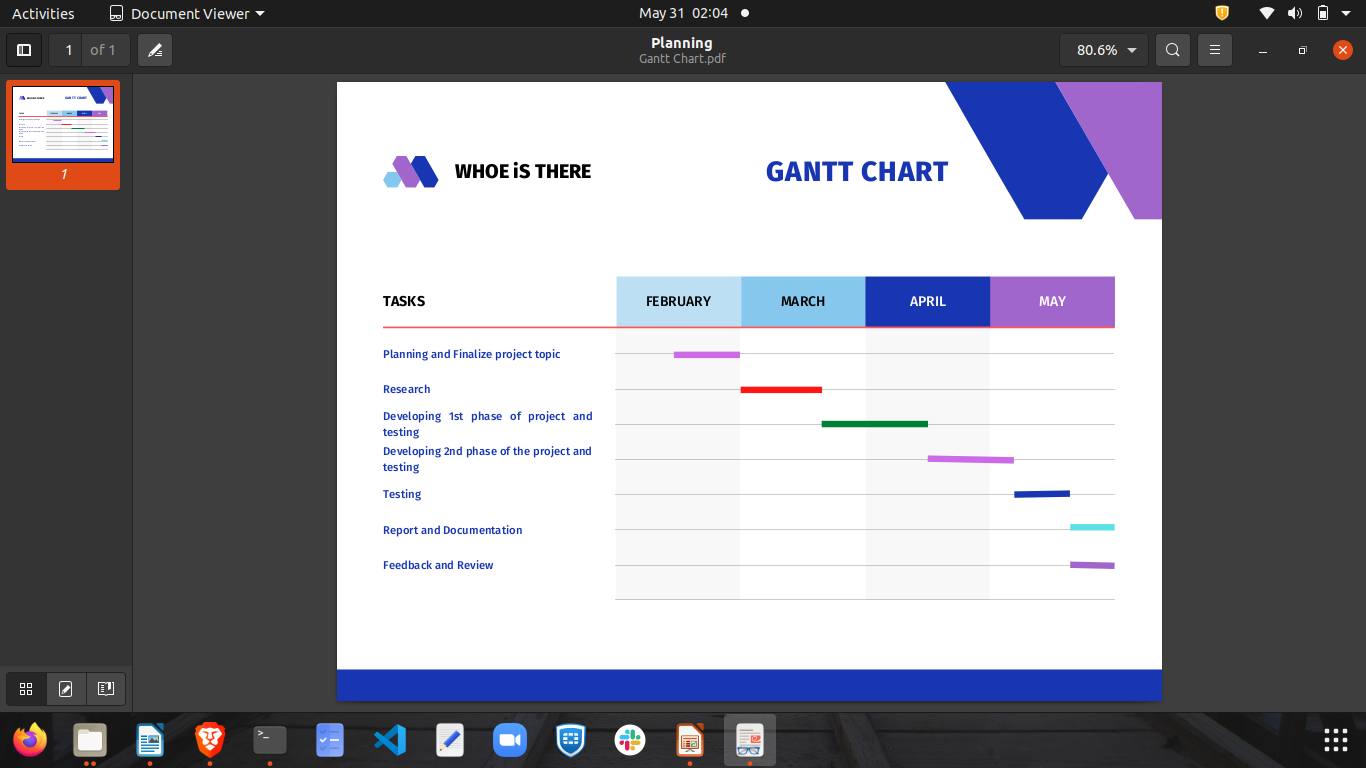 Activities
Document Viewer
May 31 02:04
1 of 1
Planning
Gantt Chart.pdf
80.6%
WHOE iS THERE
GANTT CHART
TASKS
FEBRUARY
MARCH
APRIL
MAY
Planning and Finalize project topic
Research
Developing 1st phase of project and
testing
Developing 2nd phase of the project and
testing
Testing
Report and Documentation
Feedback and Review
1